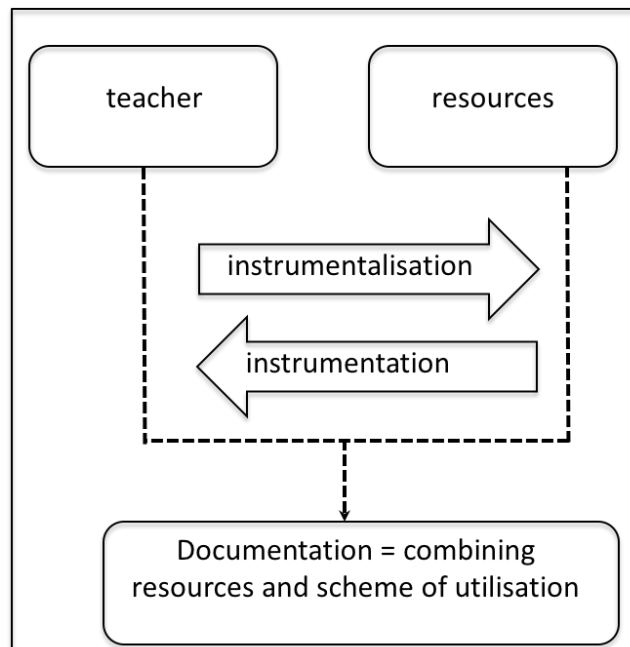 teacher
resources
instrumentalisation
instrumentation
Documentation = combining
resources and scheme of utilisation